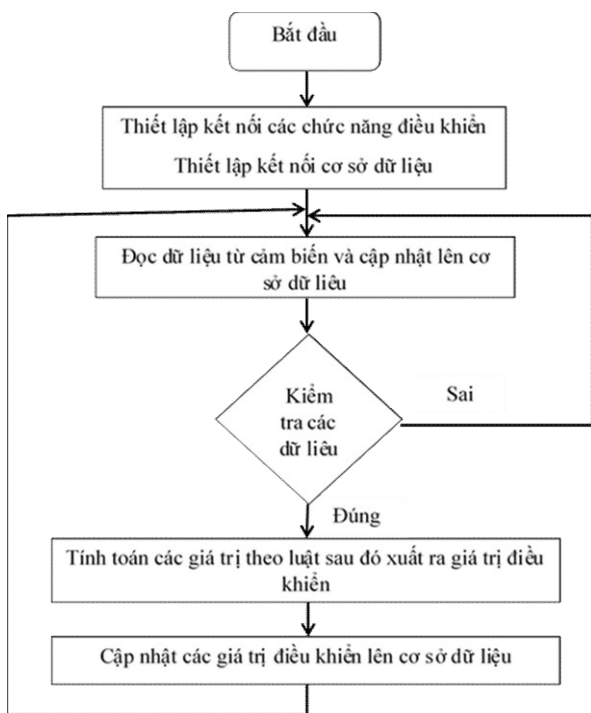 Bắt đầu
Thiết lập kết nối các chức năng điều khiển
Thiết lập kết nối cơ sở dữ liệu
Đọc dữ liệu từ cảm biến và cập nhật lên cơ
sở dữ liêu
Kiểm
tra các
dữ liêu
Sai
Đúng
Tính toán các giá trị theo luật sau đó xuất ra giá trị điều
khiển
Cập nhật các giá trị điều khiển lên cơ sở dữ liệu